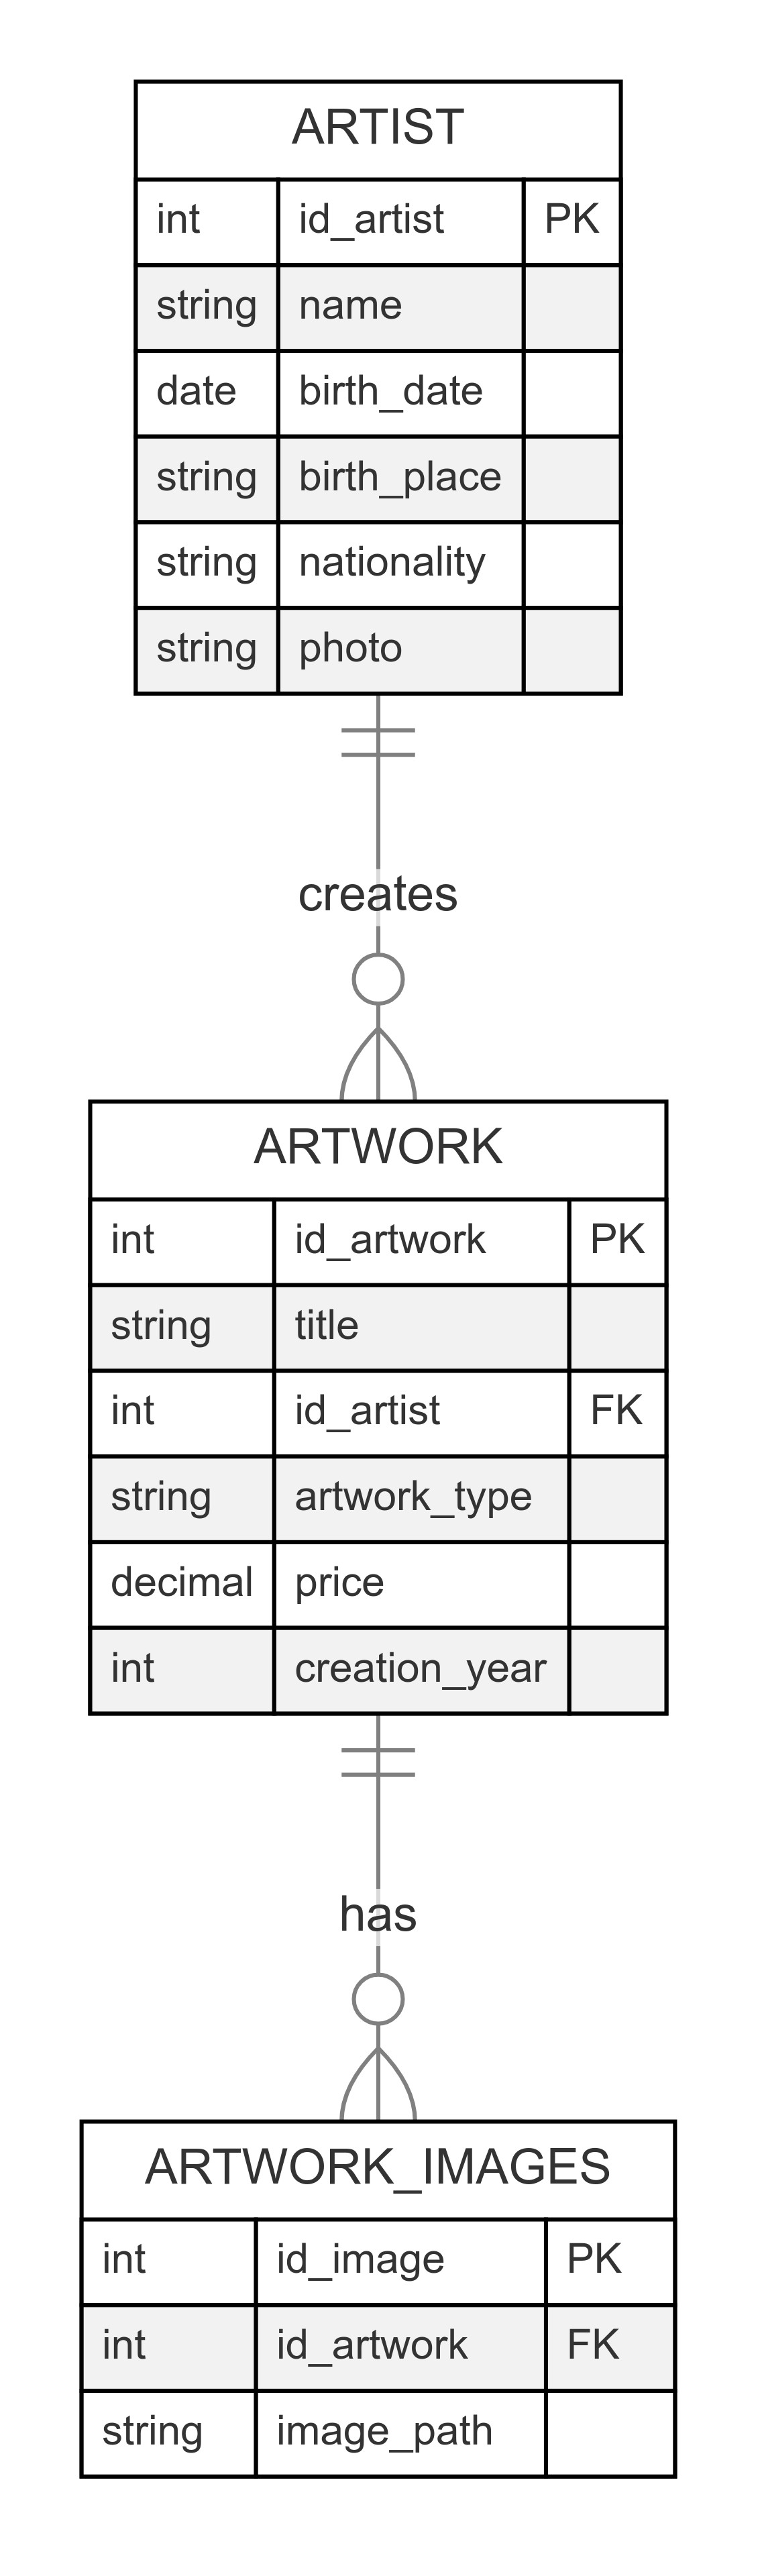 ARTIST
int id_artist PK
string name
date birth_date
string birth_place
string nationality
string photo
creates
ARTWORK
int id_artwork PK
string title
int id_artist FK
string artwork_type
decimal price
int creation_year
has
ARTWORK_IMAGES
int id_image PK
int id_artwork FK
string image_path